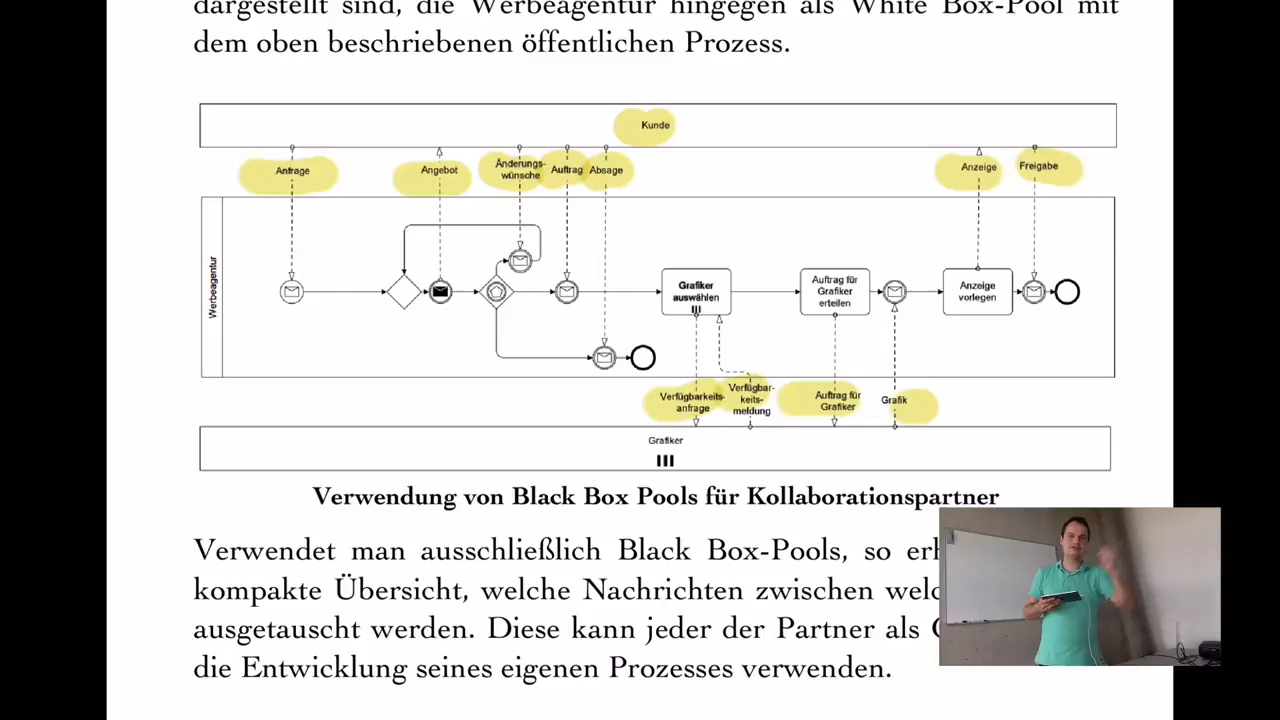 dargestellt sind, die Werbeagentur hingegen als White Box-Pool mit
dem oben beschriebenen öffentlichen Prozess.
Kunde
Anfrage
Angebot
Änderungs-
wünsche
Auftrag
Absage
Anzeige
Freigabe
Werbeagentur
Grafiker
auswählen
Auftrag für
Grafiker
erteilen
Anzeige
vorlegen
Verfügbarkeits-
anfrage
Verfügbar-
keits-
meldung
Auftrag für
Grafiker
Grafik
Grafiker
Verwendung von Black Box Pools für Kollaborationspartner
Verwendet man ausschließlich Black Box-Pools, so
kompakte Übersicht, welche Nachrichten zwischen
ausgetauscht werden. Diese kann jeder der Partner als
die Entwicklung seines eigenen Prozesses verwenden.